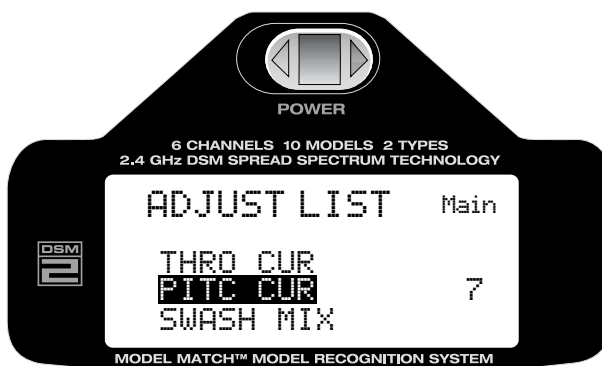 POWER
6 CHANNELS 10 MODELS 2 TYPES
2.4 GHz DSM SPREAD SPECTRUM TECHNOLOGY
ADJUST LIST Main
DSM
2
THRO CUR
PITC CUR 7
SWASH MIX
MODEL MATCH™ MODEL RECOGNITION SYSTEM